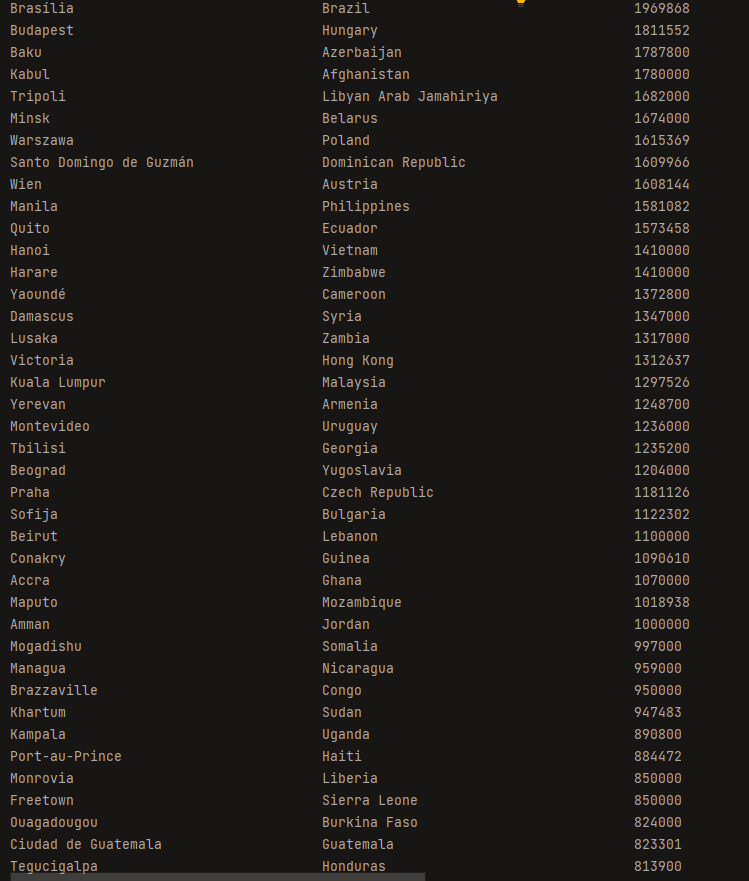 Brasília Brazil 1969868
Budapest Hungary 1811552
Baku Azerbaijan 1787800
Kabul Afghanistan 1780000
Tripoli Libyan Arab Jamahiriya 1682000
Minsk Belarus 1674000
Warszawa Poland 1615369
Santo Domingo de Guzmán Dominican Republic 1609966
Wien Austria 1608144
Manila Philippines 1581082
Quito Ecuador 1573458
Hanoi Vietnam 1410000
Harare Zimbabwe 1410000
Yaoundé Cameroon 1372800
Damascus Syria 1347000
Lusaka Zambia 1317000
Victoria Hong Kong 1312637
Kuala Lumpur Malaysia 1297526
Yerevan Armenia 1248700
Montevideo Uruguay 1236000
Tbilisi Georgia 1235200
Beograd Yugoslavia 1204000
Praha Czech Republic 1181126
Sofija Bulgaria 1122302
Beirut Lebanon 1100000
Conakry Guinea 1090610
Accra Ghana 1070000
Maputo Mozambique 1018938
Amman Jordan 1000000
Mogadishu Somalia 997000
Managua Nicaragua 959000
Brazzaville Congo 950000
Khartum Sudan 947483
Kampala Uganda 890800
Port-au-Prince Haiti 884472
Monrovia Liberia 850000
Freetown Sierra Leone 850000
Ouagadougou Burkina Faso 824000
Ciudad de Guatemala Guatemala 823301
Tegucigalpa Honduras 813900